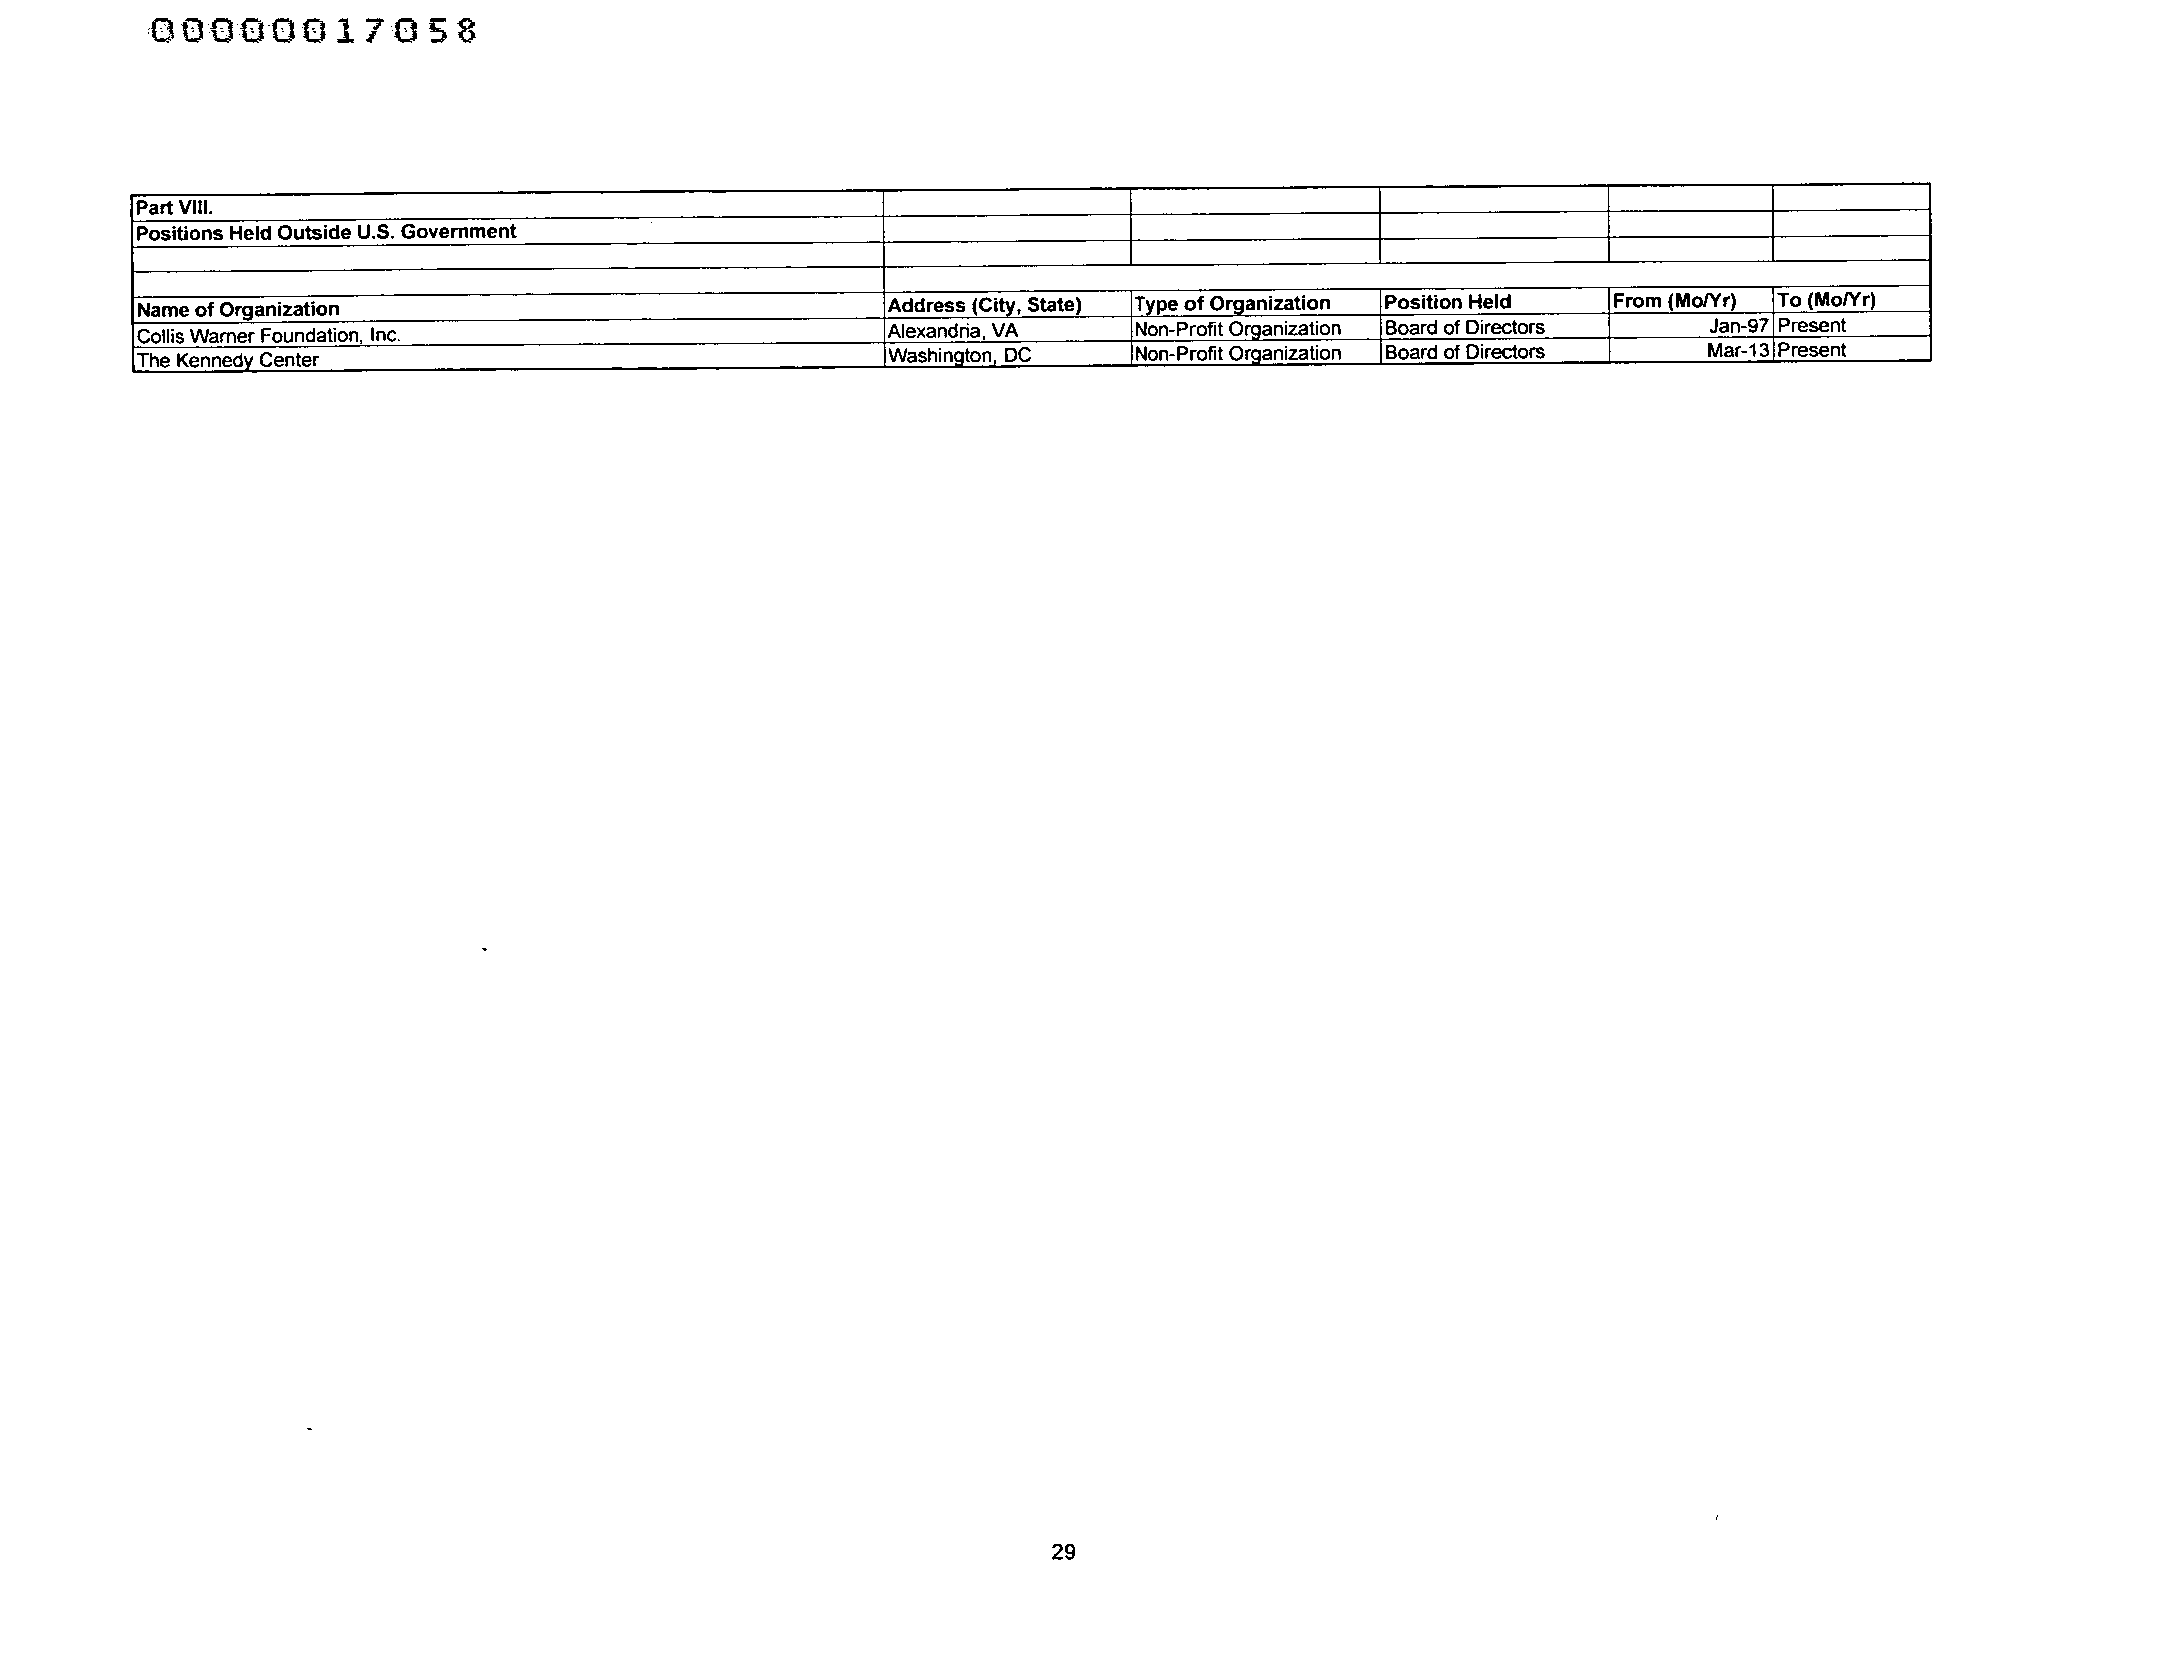 00000017058
Part VIII.
Positions Held Outside U.S. Government
Name of Organization Address (City, State) Type of Organization Position Held From (Mo/Yr) To (Mo/Yr)
Collis Warner Foundation, Inc. Alexandria, VA Non-Profit Organization Board of Directors Jan-97 Present
The Kennedy Center Washington, DC Non-Profit Organization Board of Directors Mar-13 Present
29